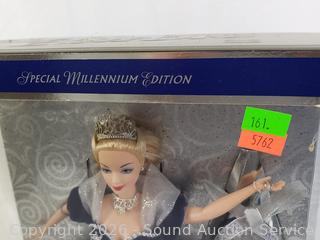 SPECIAL MILLENNIUM EDITION
161.
5762
Copyright 2026 - Sound Auction Service